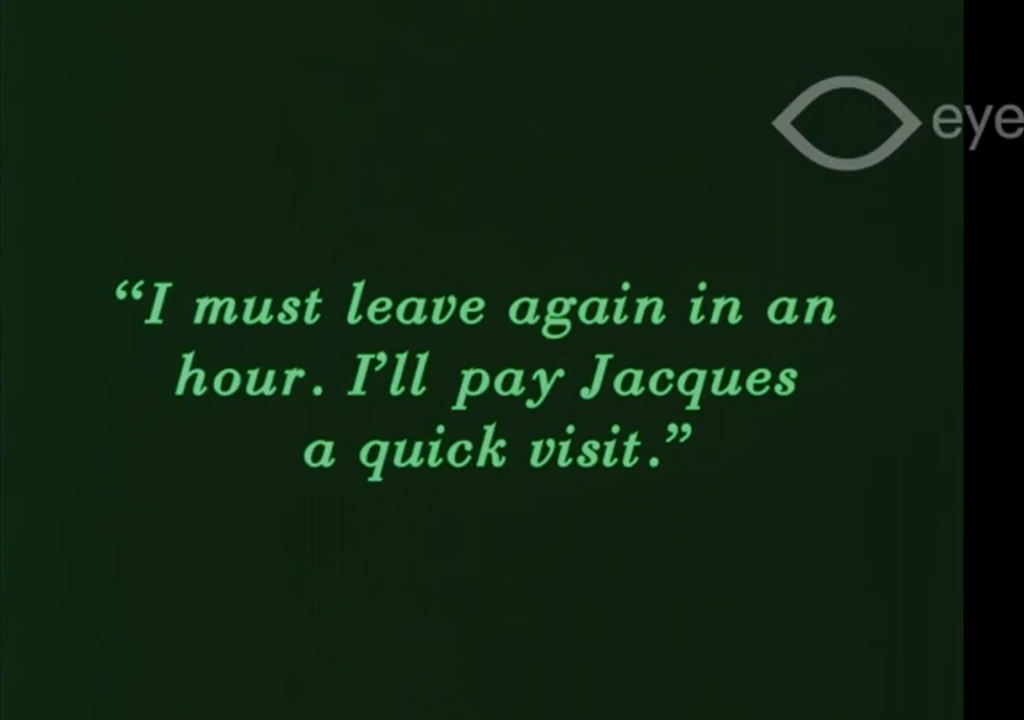 eye
“I must leave again in an
hour. I’ll pay Jacques
a quick visit.”